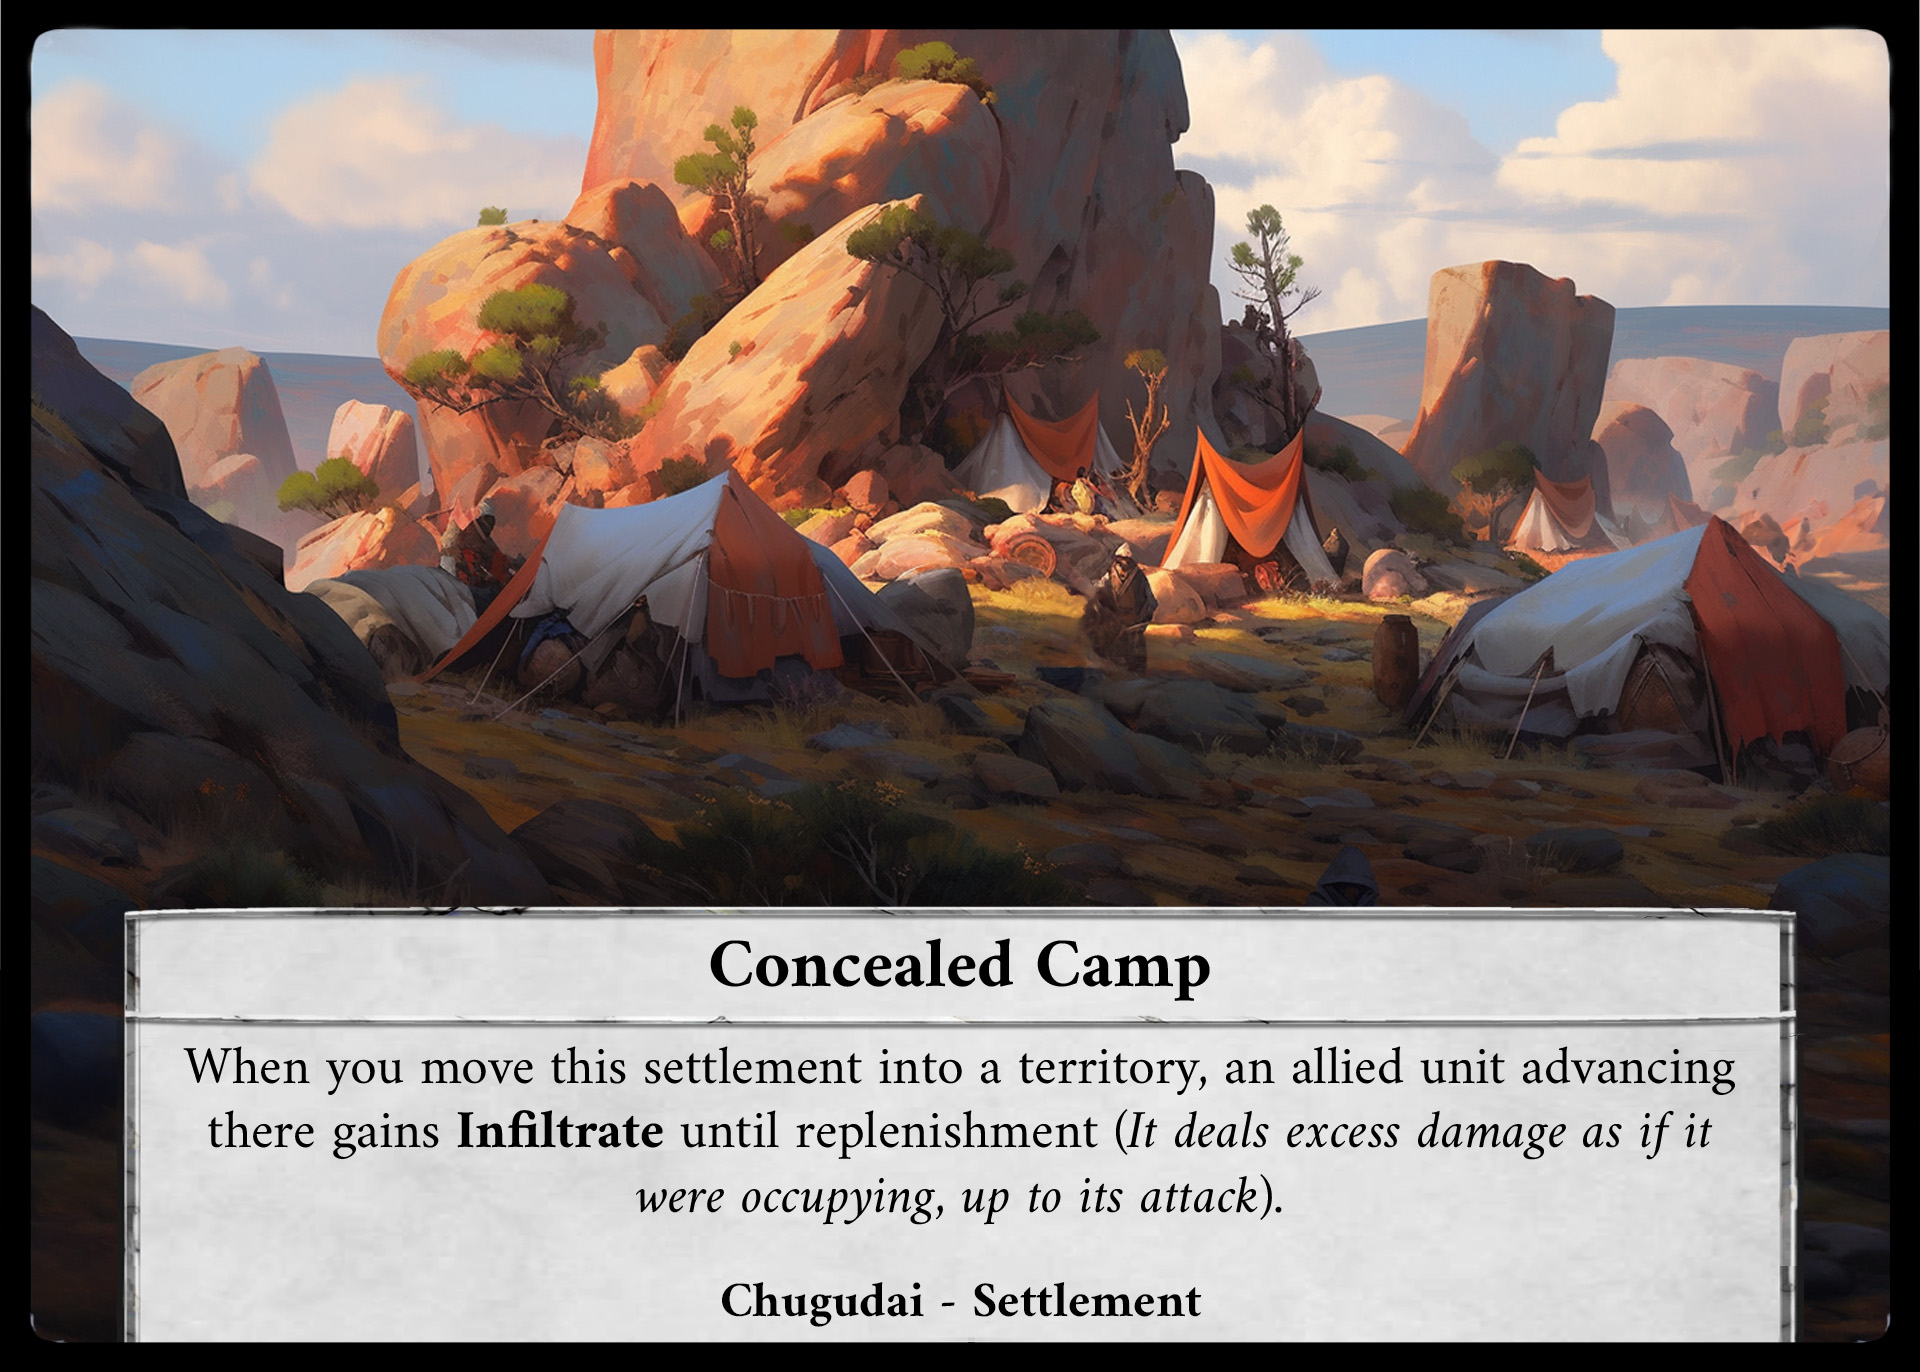 Concealed Camp
When you move this settlement into a territory, an allied unit advancing
there gains Infiltrate until replenishment (It deals excess damage as if it
were occupying, up to its attack).
Chugudai - Settlement